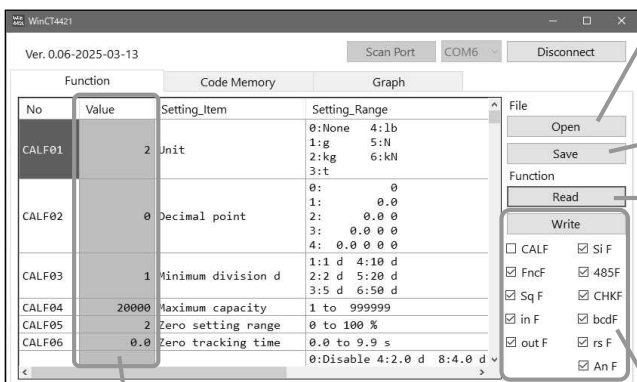 WinCT4421
Ver. 0.06-2025-03-13
Scan Port
COM6
Disconnect
Function
Code Memory
Graph
File
Open
Save
Function
Read
Write
CALF
Si F
FncF
485F
Sq F
CHKF
in F
bcdF
out F
rs F
An F
No Value Setting_Item Setting_Range
CALF01 2 Unit
0:None 4:lb
1:g 5:N
2:kg 6:kN
3:t
CALF02 0 Decimal point
0: 0
1: 0.0
2: 0.0 0
3: 0.0 0 0
4: 0.0 0 0 0
CALF03 1 Minimum division d
1:1 d 4:10 d
2:2 d 5:20 d
3:5 d 6:50 d
CALF04 20000 Maximum capacity 1 to 999999
CALF05 2 Zero setting range 0 to 100 %
CALF06 0.0 Zero tracking time 0.0 to 9.9 s
0:Disable 4:2.0 d 8:4.0 d